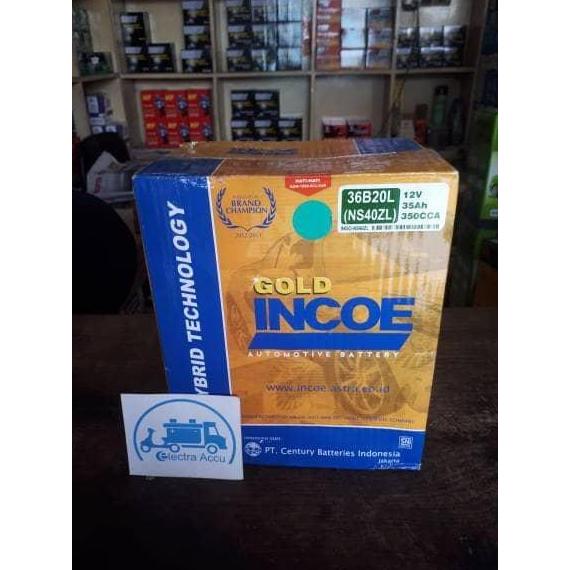 HYBRID TECHNOLOGY
BRAND
CHAMPION
36B20L
(NS40ZL)
12V
35Ah
350CCA
GOLD
INCOE
AUTOMOTIVE BATTERY
www.incoe.astra.co.id
PT. Century Batteries Indonesia
Jakarta
SNI
electra Accu